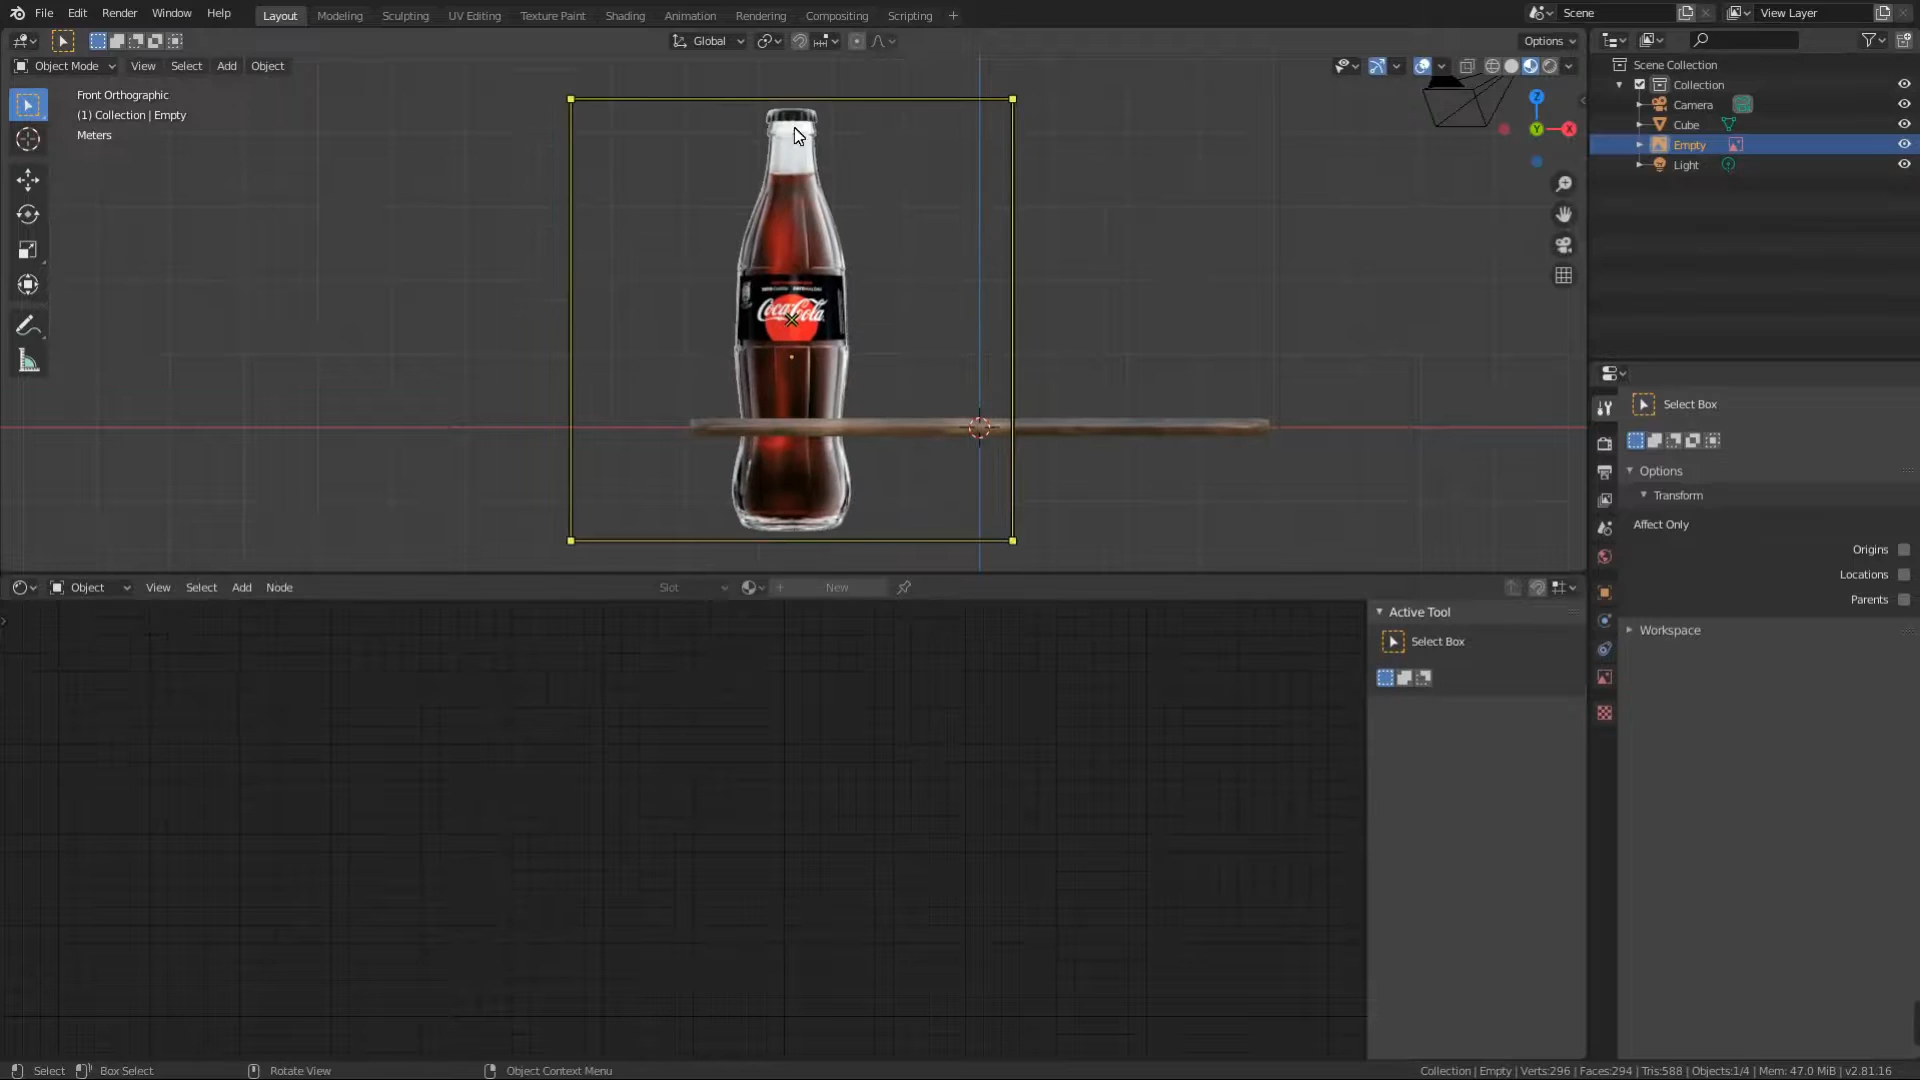 File Edit Render Window Help Layout Modeling Sculpting UV Editing Texture Paint Shading Animation Rendering Compositing Scripting + Scene View Layer
Global Options
Object Mode View Select Add Object
Front Orthographic
(1) Collection | Empty
Meters
Z
Y
X
Coca-Cola
Scene Collection
Collection
Camera
Cube
Empty
Light
Select Box
Options
Transform
Affect Only
Origins
Locations
Parents
Workspace
Object View Select Add Node Slot New
Active Tool
Select Box
Select Box Select Rotate View Object Context Menu Collection | Empty | Verts:296 | Faces:294 | Tris:588 | Objects:1/4 | Mem: 47.0 MiB | v2.81.16